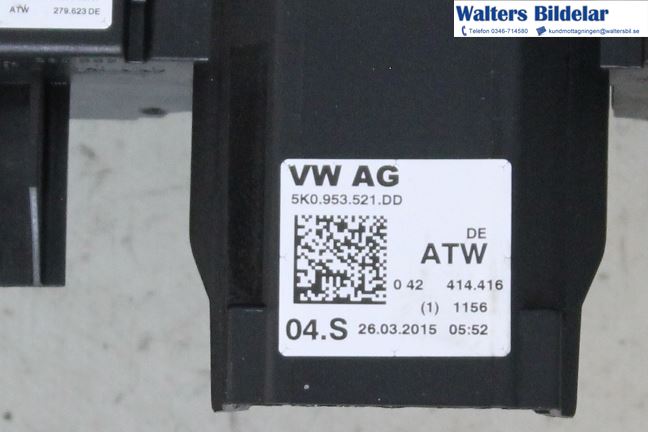 ATW 279.623 DE
Walters Bildelar
Telefon 0346-714580 kundmottagningen@waltersbil.se
VW AG
5K0.953.521.DD
DE
ATW
0 42 414.416
(1) 1156
04.S 26.03.2015 05:52